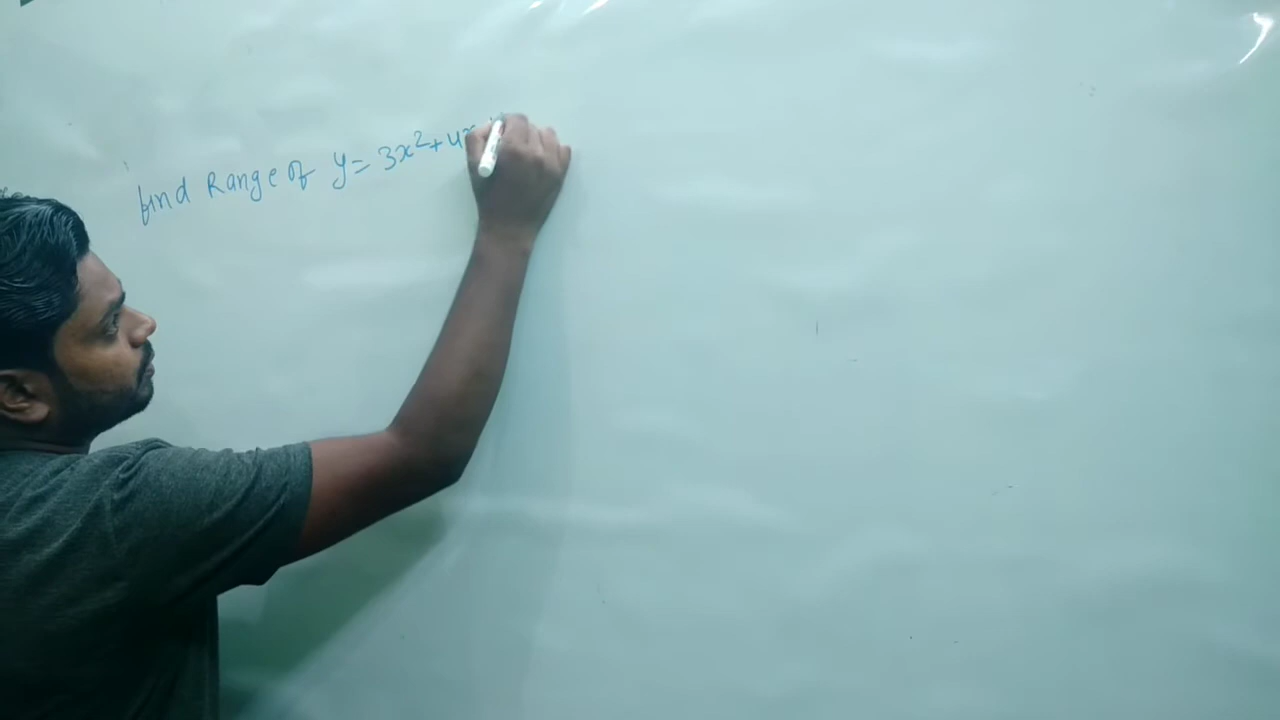 find Range of y = 3x²+4x